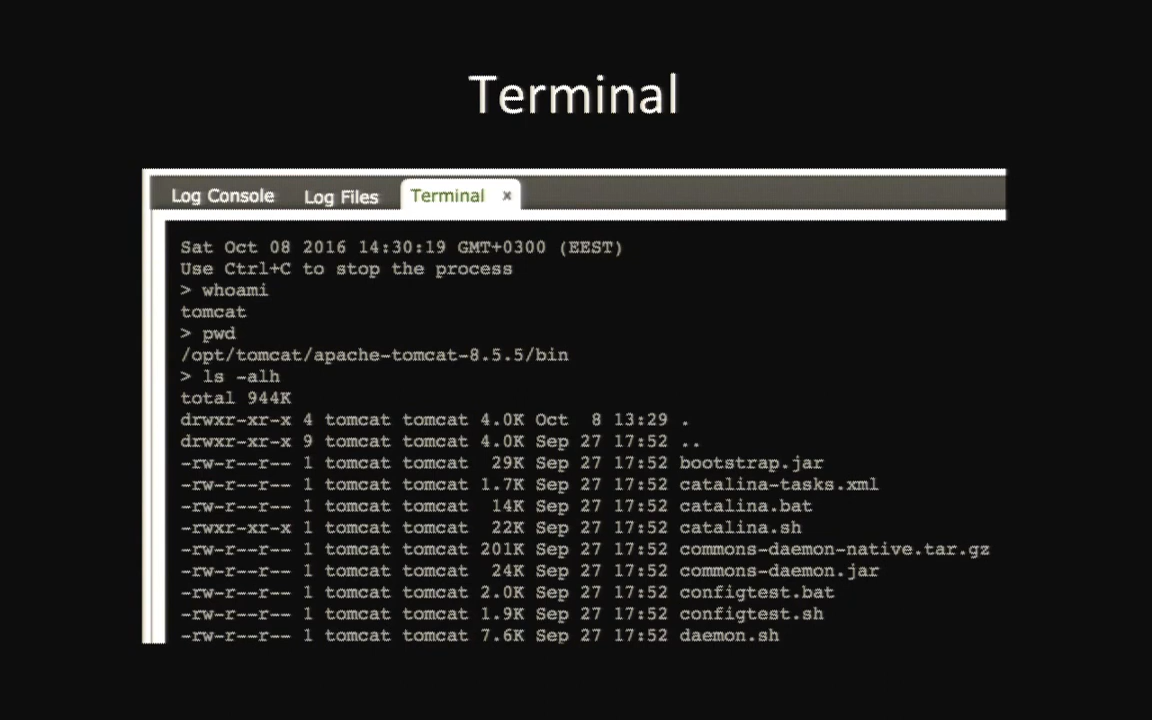 Terminal
Log Console Log Files Terminal ×
Sat Oct 08 2016 14:30:19 GMT+0300 (EEST)
Use Ctrl+C to stop the process
> whoami
tomcat
> pwd
/opt/tomcat/apache-tomcat-8.5.5/bin
> ls -alh
total 944K
drwxr-xr-x 4 tomcat tomcat 4.0K Oct  8 13:29 .
drwxr-xr-x 9 tomcat tomcat 4.0K Sep 27 17:52 ..
-rw-r--r-- 1 tomcat tomcat  29K Sep 27 17:52 bootstrap.jar
-rw-r--r-- 1 tomcat tomcat 1.7K Sep 27 17:52 catalina-tasks.xml
-rw-r--r-- 1 tomcat tomcat  14K Sep 27 17:52 catalina.bat
-rwxr-xr-x 1 tomcat tomcat  22K Sep 27 17:52 catalina.sh
-rw-r--r-- 1 tomcat tomcat 201K Sep 27 17:52 commons-daemon-native.tar.gz
-rw-r--r-- 1 tomcat tomcat  24K Sep 27 17:52 commons-daemon.jar
-rw-r--r-- 1 tomcat tomcat 2.0K Sep 27 17:52 configtest.bat
-rw-r--r-- 1 tomcat tomcat 1.9K Sep 27 17:52 configtest.sh
-rw-r--r-- 1 tomcat tomcat 7.6K Sep 27 17:52 daemon.sh